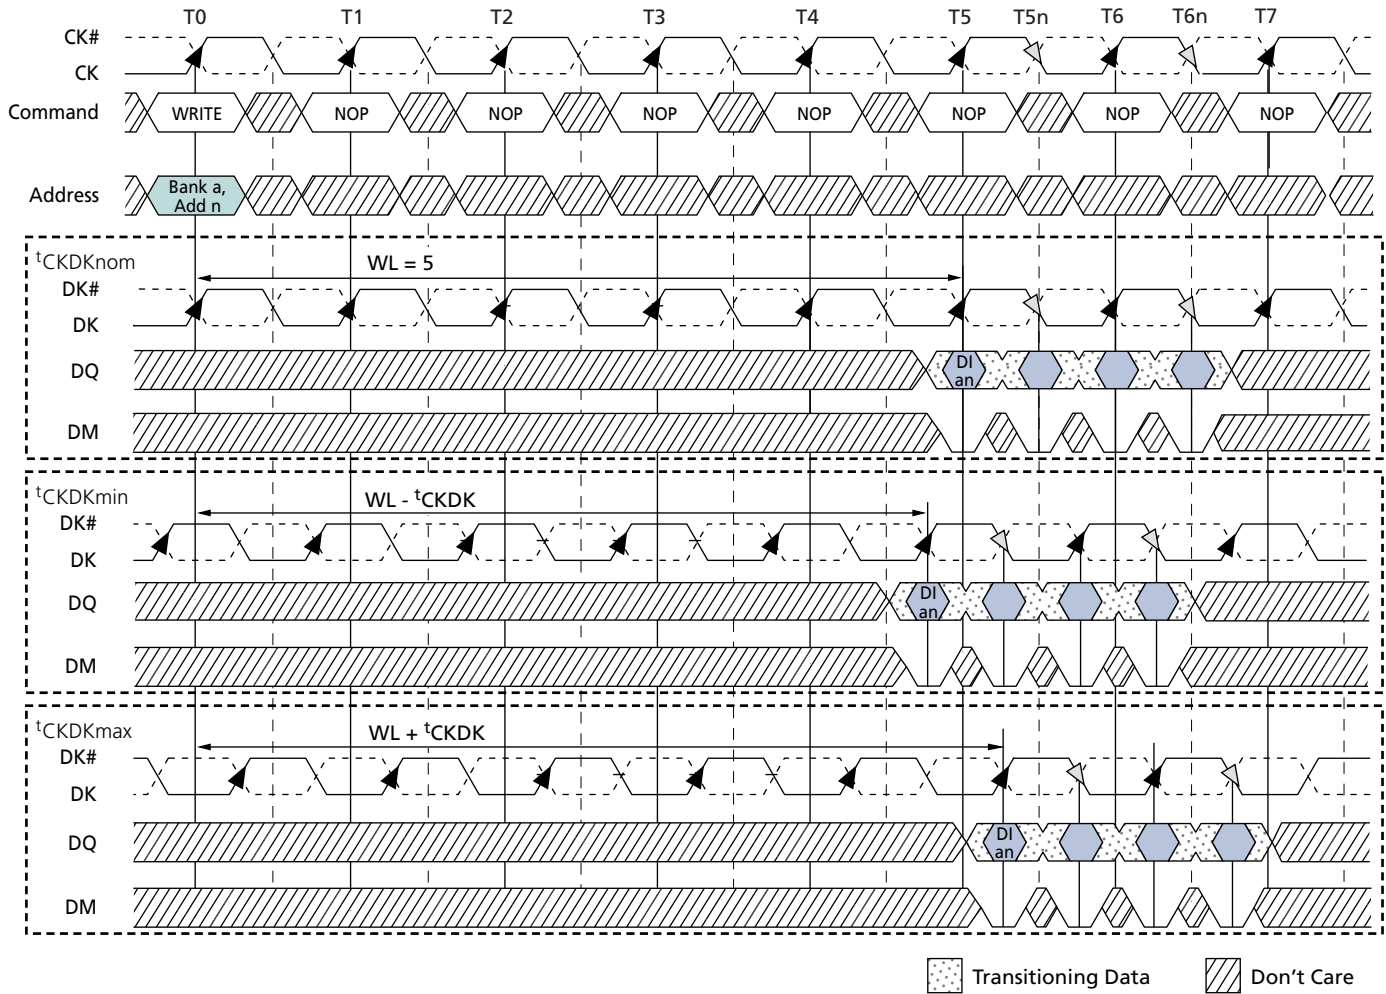 T0 T1 T2 T3 T4 T5 T5n T6 T6n T7
CK#
CK
Command WRITE NOP NOP NOP NOP NOP NOP NOP
Address Bank a,
Add n
tCKDKnom
WL = 5
DK#
DK
DQ DI
an
DM
tCKDKmin
WL - tCKDK
DK#
DK
DQ DI
an
DM
tCKDKmax
WL + tCKDK
DK#
DK
DQ DI
an
DM
Transitioning Data Don't Care